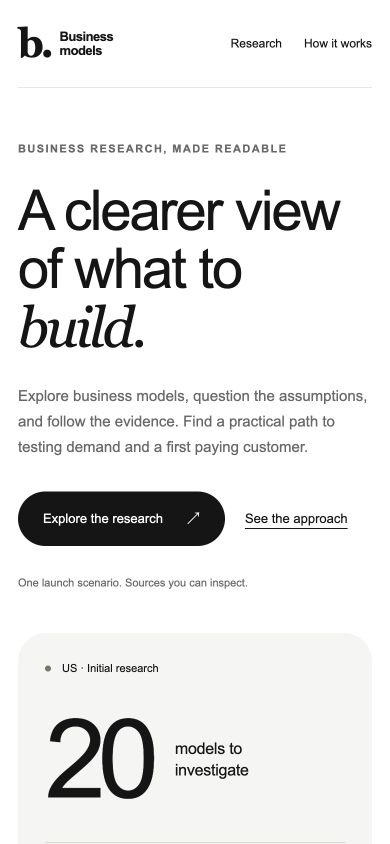 b. Business
models
Research
How it works
BUSINESS RESEARCH, MADE READABLE
A clearer view
of what to
build.
Explore business models, question the assumptions,
and follow the evidence. Find a practical path to
testing demand and a first paying customer.
Explore the research ↗
See the approach
One launch scenario. Sources you can inspect.
US · Initial research
20
models to
investigate